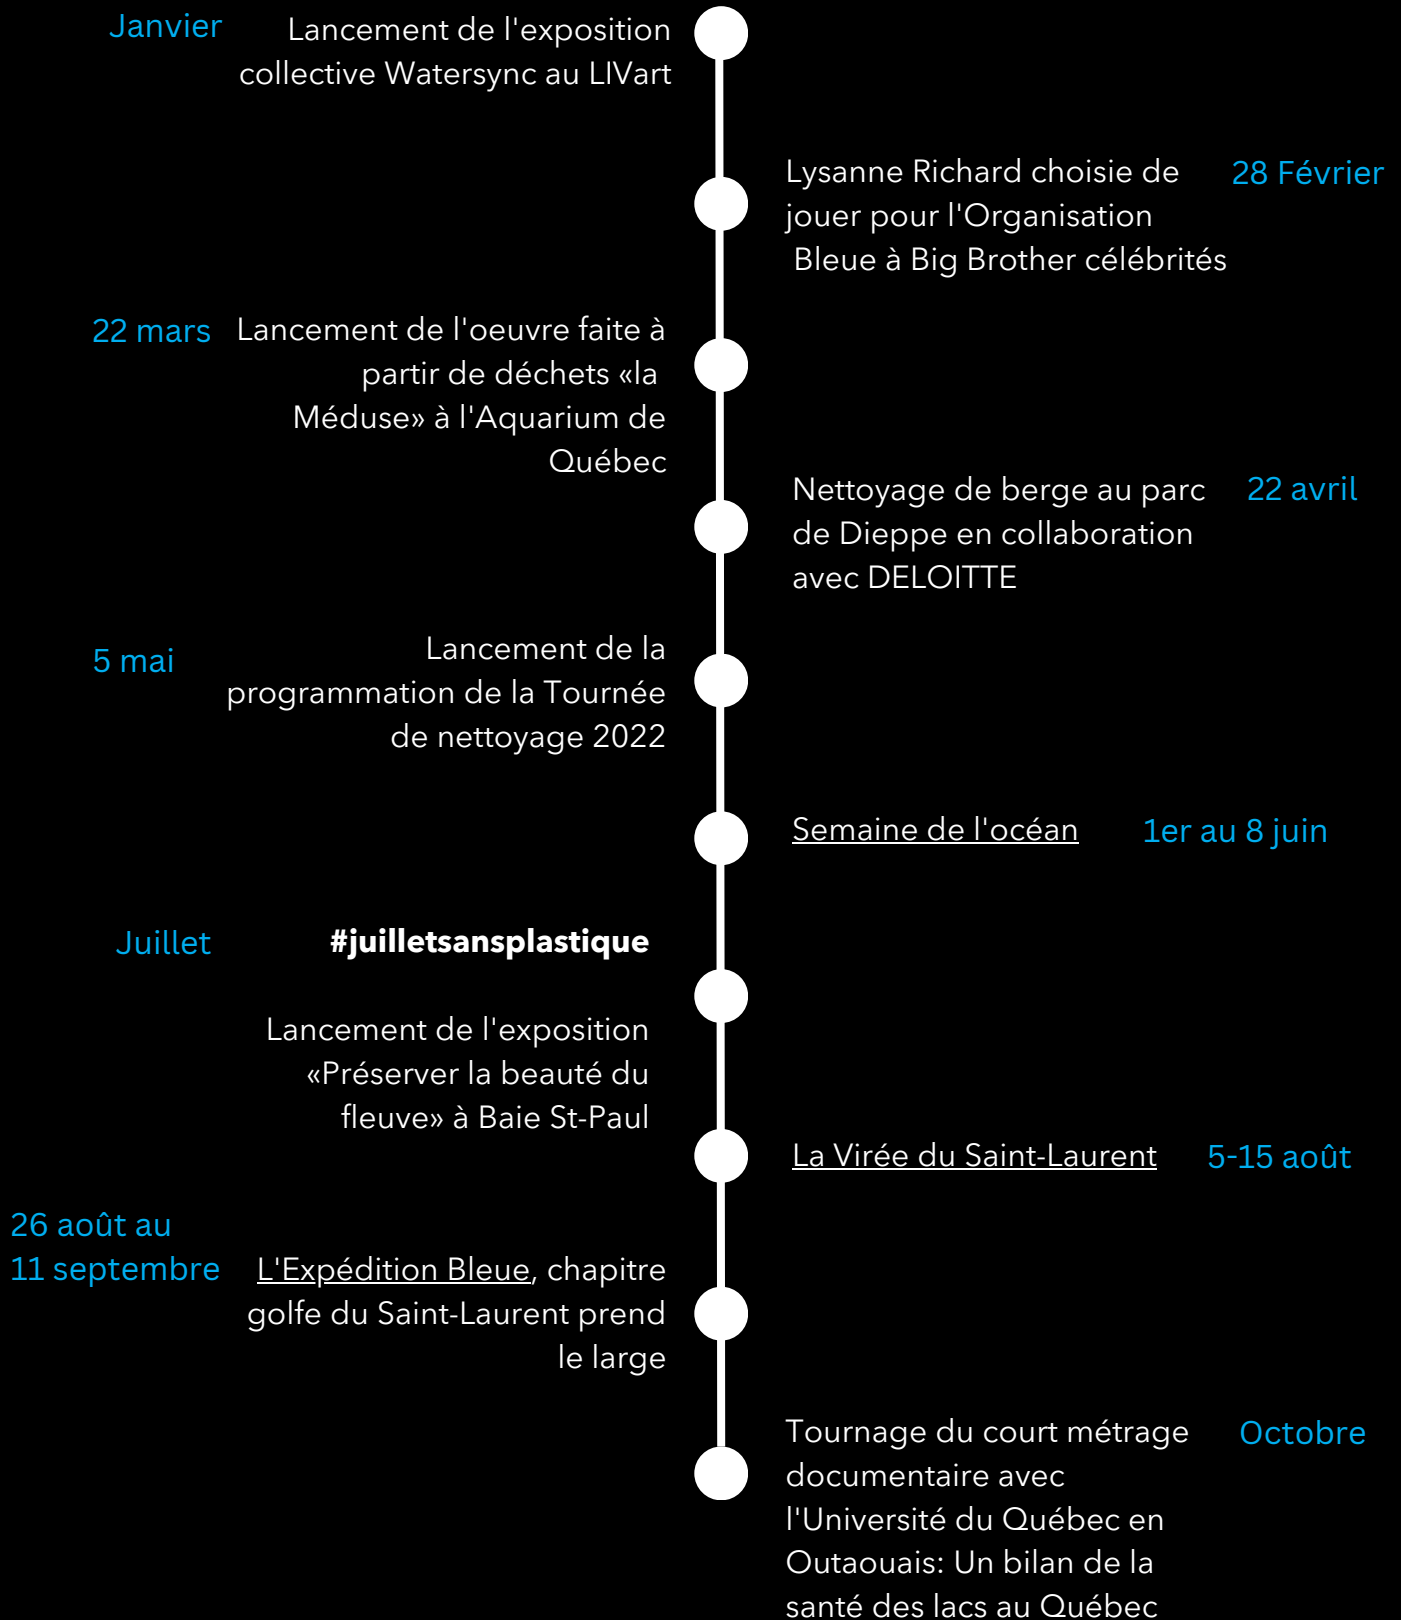 Janvier
Lancement de l'exposition
collective Watersync au LIVart
Lysanne Richard choisie de
jouer pour l'Organisation
Bleue à Big Brother célébrités
28 Février
22 mars
Lancement de l'oeuvre faite à
partir de déchets «la
Méduse» à l'Aquarium de
Québec
Nettoyage de berge au parc
de Dieppe en collaboration
avec DELOITTE
22 avril
5 mai
Lancement de la
programmation de la Tournée
de nettoyage 2022
Semaine de l'océan
1er au 8 juin
Juillet
#juilletsansplastique
Lancement de l'exposition
«Préserver la beauté du
fleuve» à Baie St-Paul
La Virée du Saint-Laurent
5-15 août
26 août au
11 septembre
L'Expédition Bleue, chapitre
golfe du Saint-Laurent prend
le large
Tournage du court métrage
documentaire avec
l'Université du Québec en
Outaouais: Un bilan de la
santé des lacs au Québec
Octobre